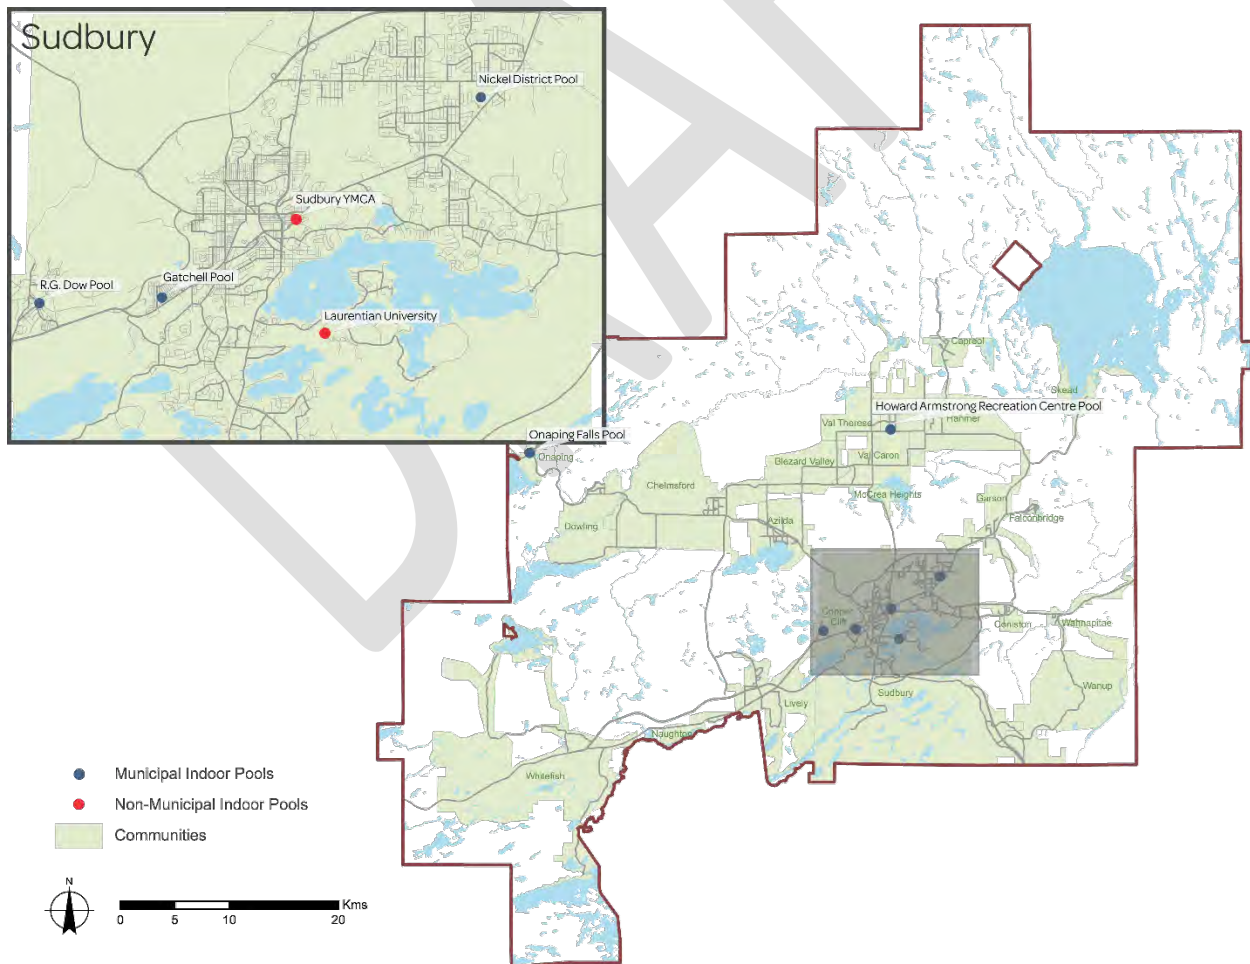 Sudbury
Nickel District Pool
Sudbury YMCA
Gatchell Pool
R.G. Dow Pool
Laurentian University
Capreol
Skead
Howard Armstrong Recreation Centre Pool
Val Therese
Hanmer
Onaping Falls Pool
Onaping
Blezard Valley
Val Caron
Chelmsford
McCrea Heights
Garson
Falconbridge
Dowling
Azilda
Copper
Cliff
Coniston
Wahnapitae
Wanup
Sudbury
Lively
Naughton
Whitefish
Municipal Indoor Pools
Non-Municipal Indoor Pools
Communities
N
Kms
0 5 10 20
DRAFT